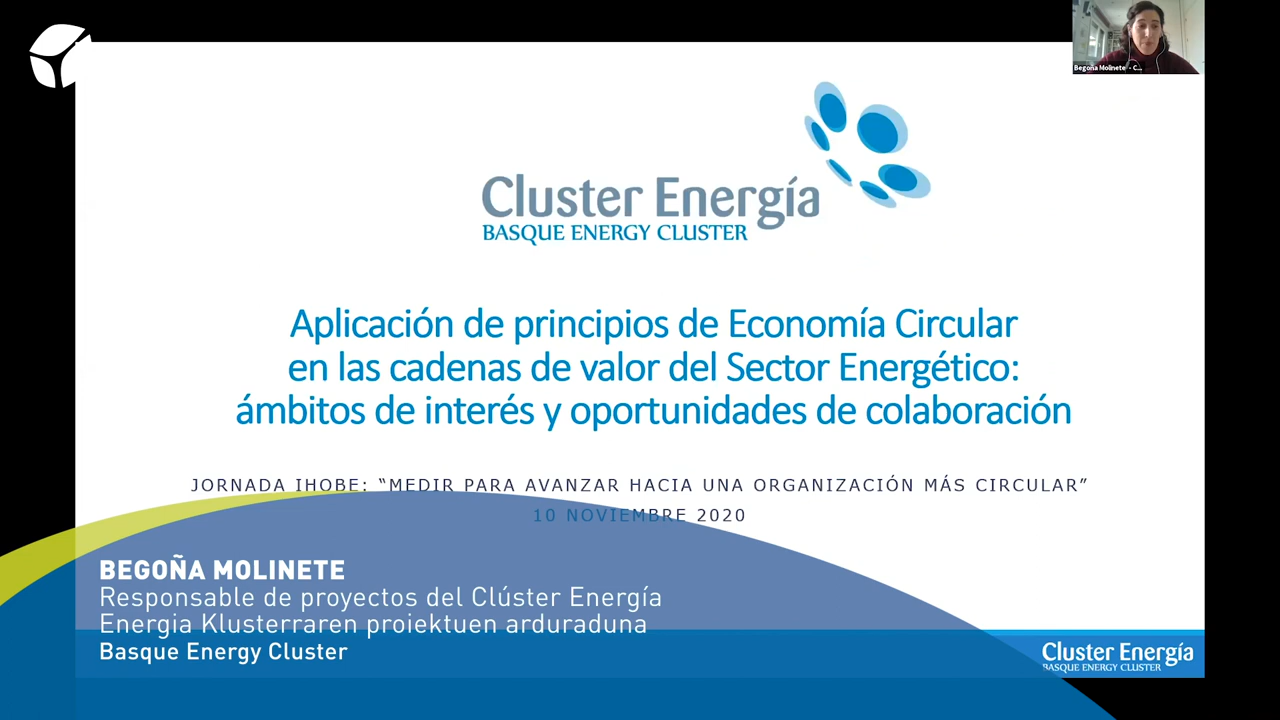 Begoña Molinete - C...
Cluster Energía
BASQUE ENERGY CLUSTER
Aplicación de principios de Economía Circular
en las cadenas de valor del Sector Energético:
ámbitos de interés y oportunidades de colaboración
JORNADA IHOBE: “MEDIR PARA AVANZAR HACIA UNA ORGANIZACIÓN MÁS CIRCULAR”
10 NOVIEMBRE 2020
BEGOÑA MOLINETE
Responsable de proyectos del Clúster Energía
Energia Klusterraren proiektuen arduraduna
Basque Energy Cluster
Cluster Energía
BASQUE ENERGY CLUSTER